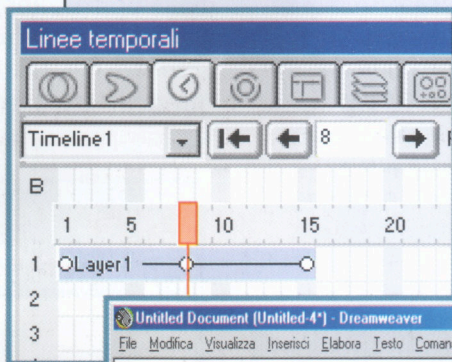 Linee temporali
Timeline1 8
B
1 5 10 15 20
1 Layer1
2
3
Untitled Document (Untitled-4*) - Dreamweaver
File Modifica Visualizza Inserisci Elabora Testo Coman